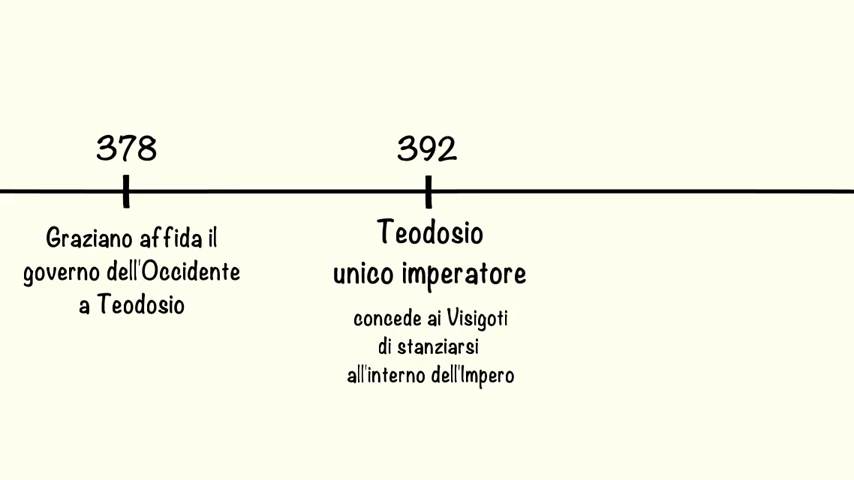 378
Graziano affida il
governo dell'Occidente
a Teodosio
392
Teodosio
unico imperatore
concede ai Visigoti
di stanziarsi
all'interno dell'Impero